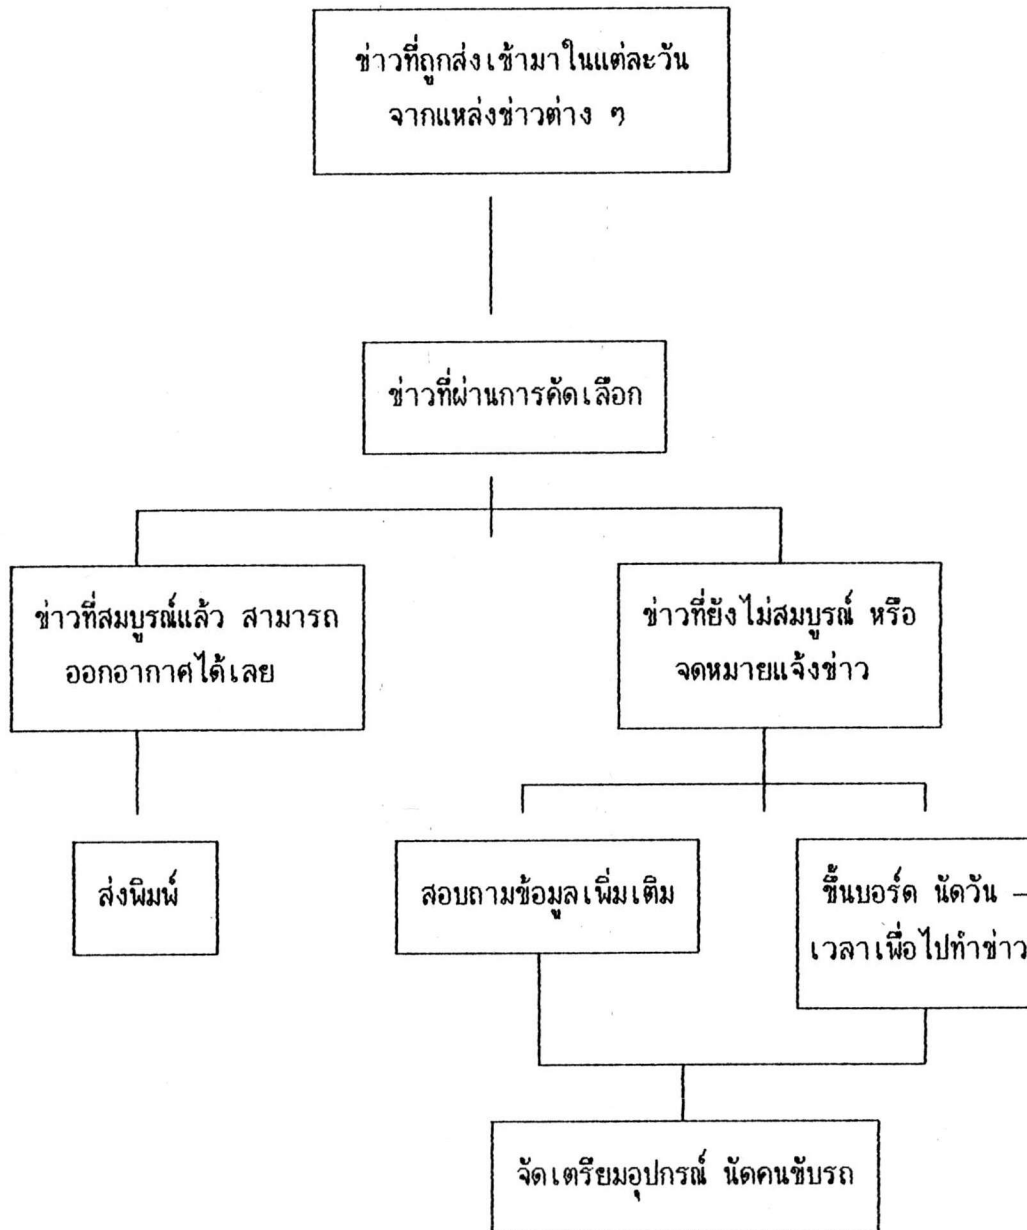 ข่าวที่ถูกส่งเข้ามาในแต่ละวัน
จากแหล่งข่าวต่าง ๆ
ข่าวที่ผ่านการคัดเลือก
ข่าวที่สมบูรณ์แล้ว สามารถ
ออกอากาศได้เลย
ข่าวที่ยังไม่สมบูรณ์ หรือ
จดหมายแจ้งข่าว
ส่งพิมพ์
สอบถามข้อมูลเพิ่มเติม
ขึ้นบอร์ด นัดวัน –
เวลาเพื่อไปทำข่าว
จัดเตรียมอุปกรณ์ นัดคนขับรถ